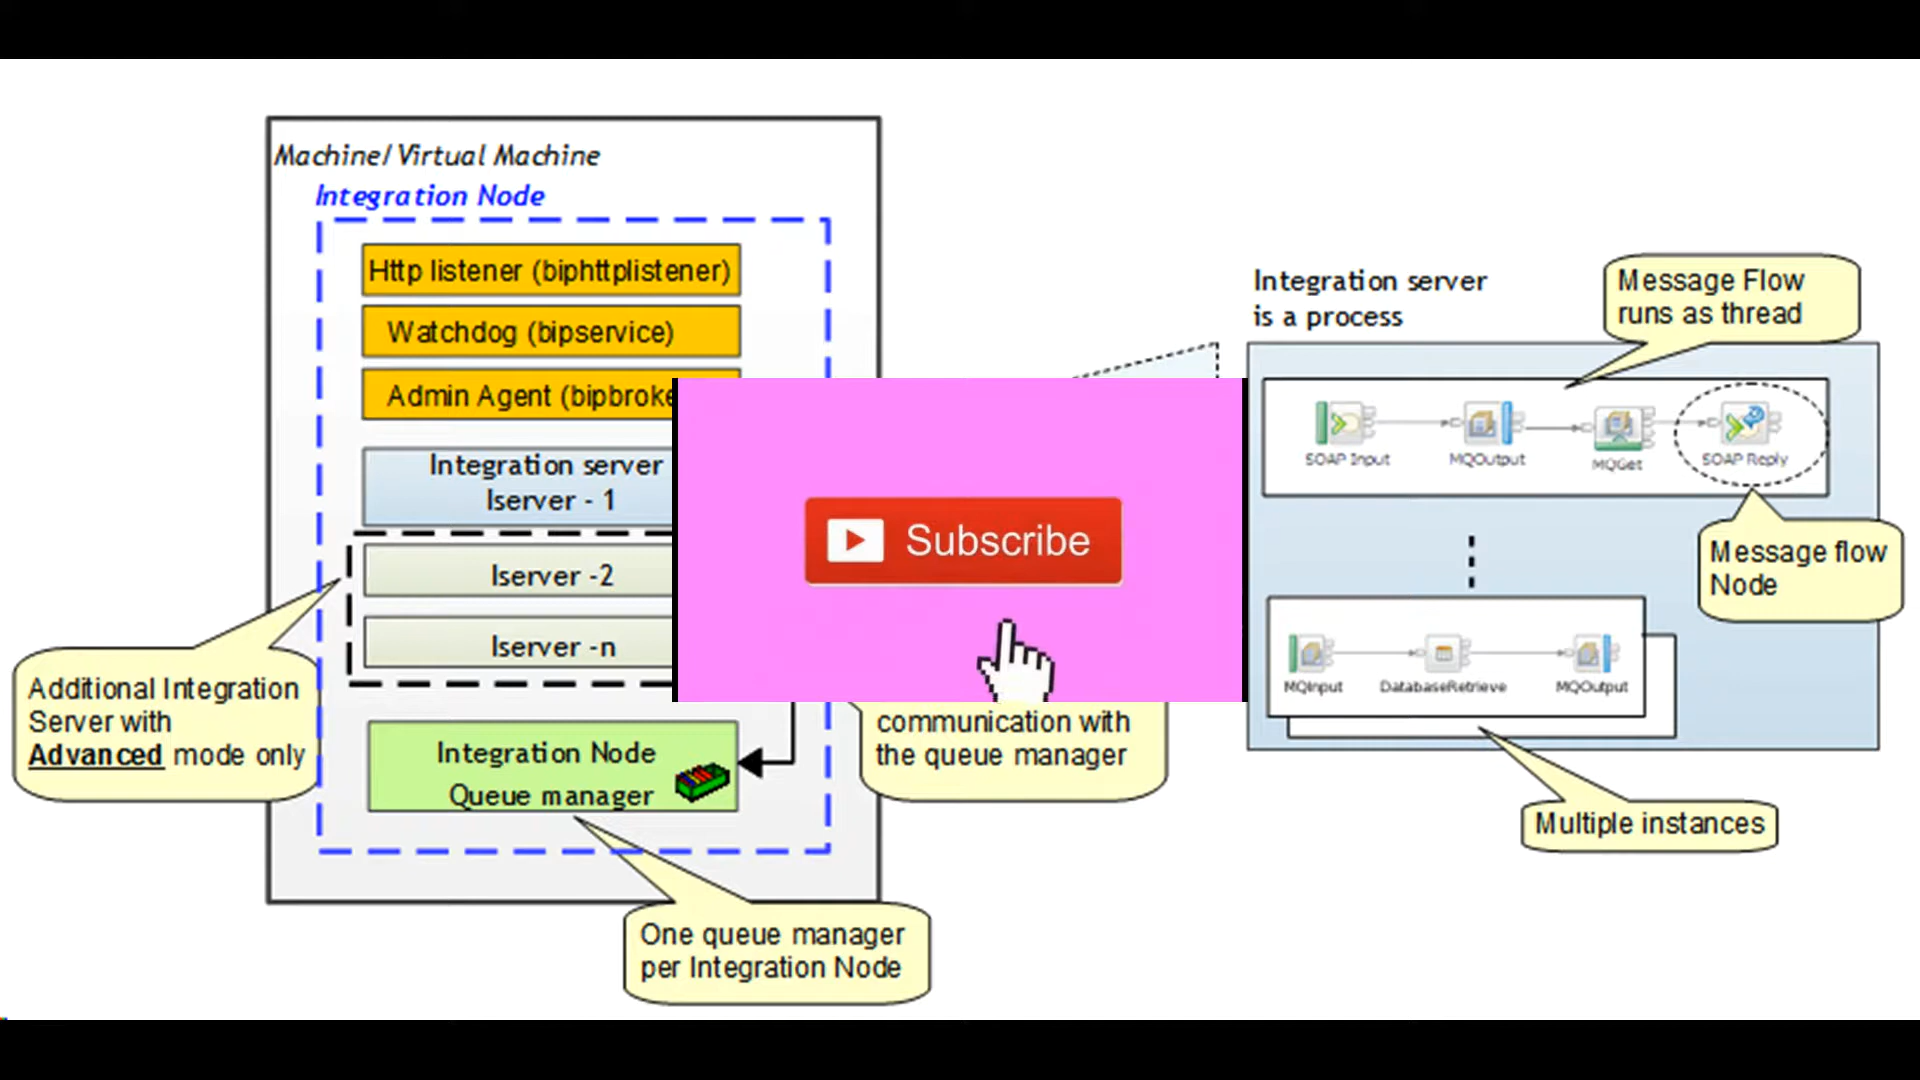 Machine/Virtual Machine
Integration Node
Http listener (biphttplistener)
Watchdog (bipservice)
Admin Agent (bipbroke
Integration server
Iserver - 1
Iserver -2
Iserver -n
Additional Integration
Server with
Advanced mode only
Integration Node
Queue manager
One queue manager
per Integration Node
Subscribe
communication with
the queue manager
Integration server
is a process
Message Flow
runs as thread
SOAP Input
MQOutput
MQGet
SOAP Reply
Message flow
Node
MQInput
DatabaseRetrieve
MQOutput
Multiple instances